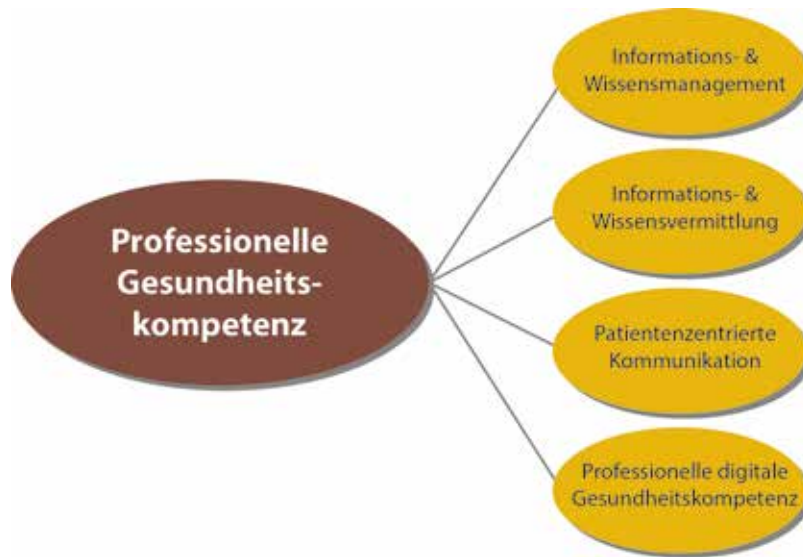 Professionelle
Gesundheits-
kompetenz
Informations- &
Wissensmanagement
Informations- &
Wissensvermittlung
Patientenzentrierte
Kommunikation
Professionelle digitale
Gesundheitskompetenz